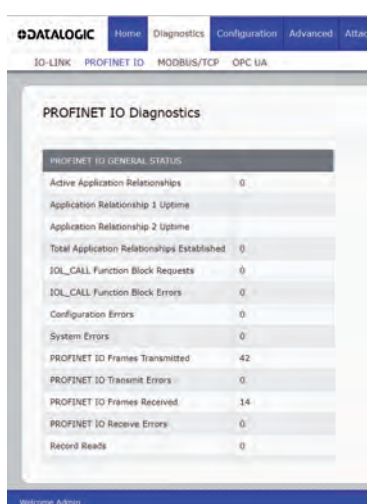 DATALOGIC Home Diagnostics Configuration Advanced
IO-LINK PROFINET IO MODBUS/TCP OPC UA
PROFINET IO Diagnostics
PROFINET IO GENERAL STATUS
Active Application Relationships 0
Application Relationship 1 Uptime
Application Relationship 2 Uptime
Total Application Relationships Established 0
IOL_CALL Function Block Requests 0
IOL_CALL Function Block Errors 0
Configuration Errors 0
System Errors 0
PROFINET IO Frames Transmitted 42
PROFINET IO Transmit Errors 0
PROFINET IO Frames Received 14
PROFINET IO Receive Errors 0
Record Reads 0
Welcome Admin